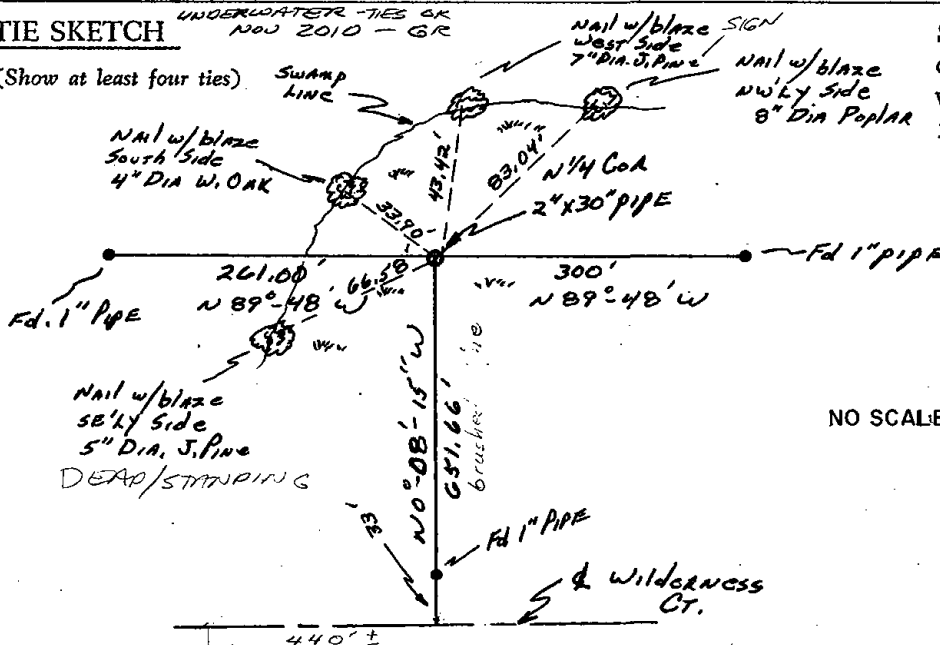 TIE SKETCH
UNDERWATER - TIES OK
NOV 2010 - GR
(Show at least four ties)
SWAMP
LINE
Nail w/blaze
West Side
7" DIA. J. Pine
SIGN
Nail w/blaze
NW'LY Side
8" Dia Poplar
Nail w/blaze
South Side
4" DIA W. OAK
43.42'
83.04'
33.90'
N 1/4 COR
2" x 30" PIPE
Fd 1" pipe
Fd. 1" PIPE
261.00'
N 89°-48' W
66.58'
300'
N 89°-48' W
Nail w/blaze
SE'LY Side
5" DIA. J. Pine
DEAD/STANDING
N 0°-08'-15" W
651.66'
brushed line
NO SCALE
33'
Fd 1" PIPE
℄ Wilderness
CT.
440' ±